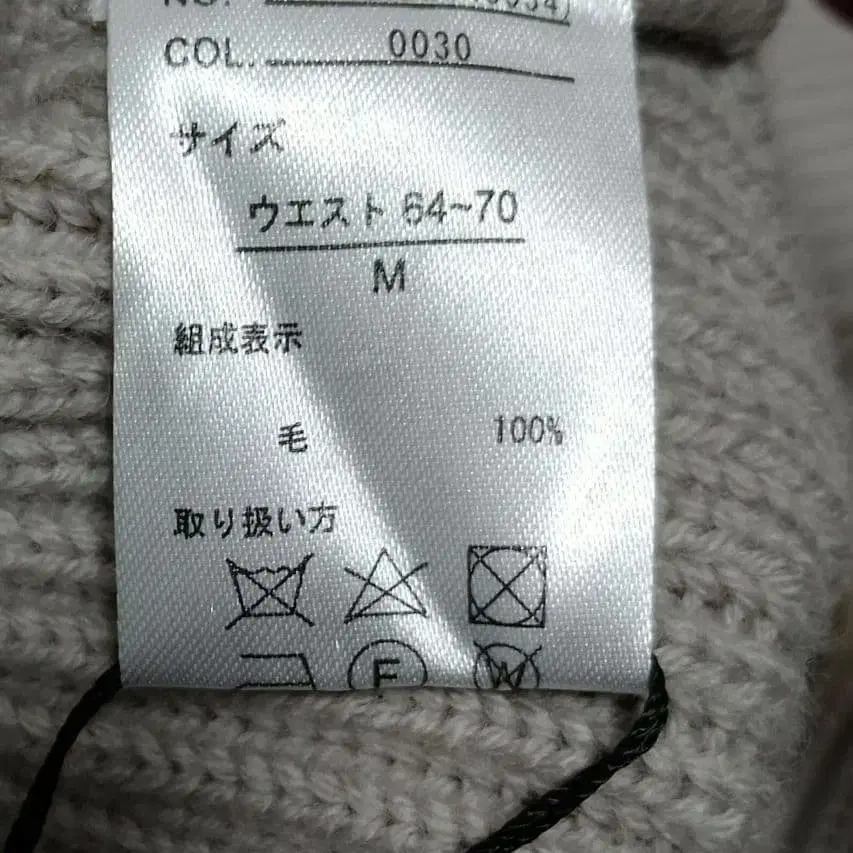 NO.
COL. 0030
サイズ
ウエスト 64~70
M
組成表示
毛 100%
取り扱い方
F W